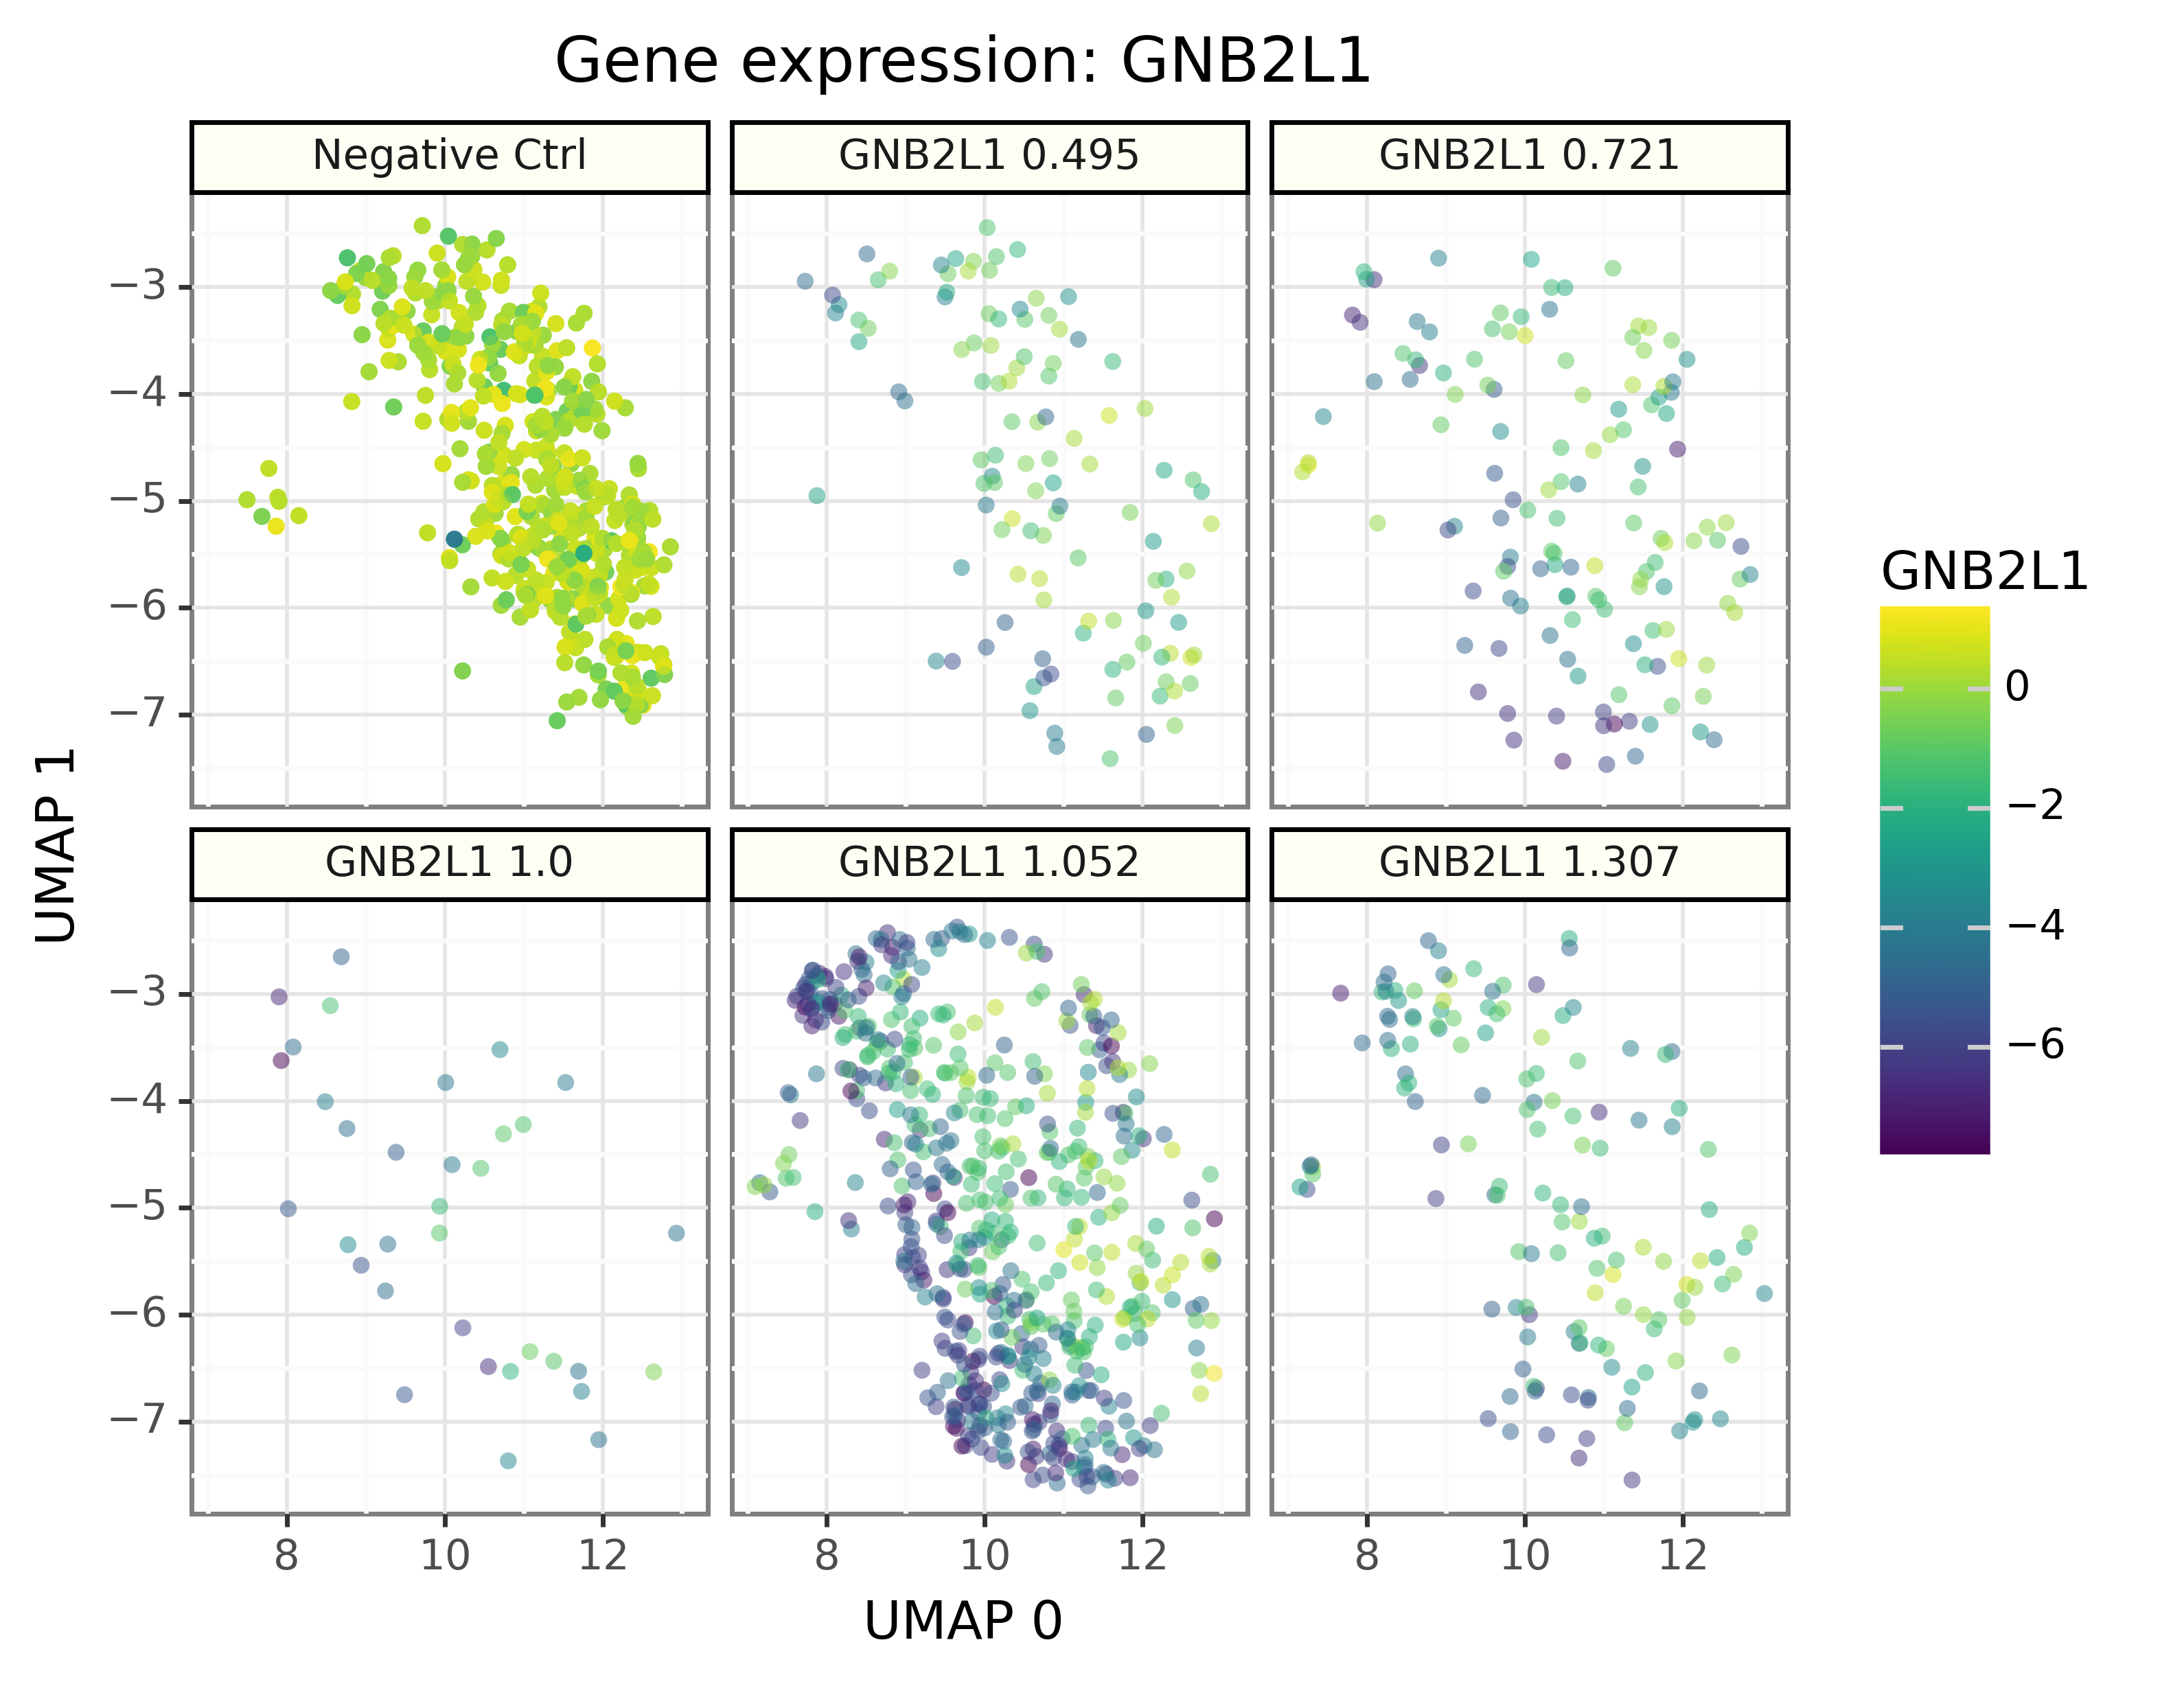 Gene expression: GNB2L1
Negative Ctrl
GNB2L1 0.495
GNB2L1 0.721
−3
−4
−5
−6
−7
GNB2L1 1.0
GNB2L1 1.052
GNB2L1 1.307
−3
−4
−5
−6
−7
8
10
12
8
10
12
8
10
12
UMAP 0
UMAP 1
GNB2L1
0
−2
−4
−6